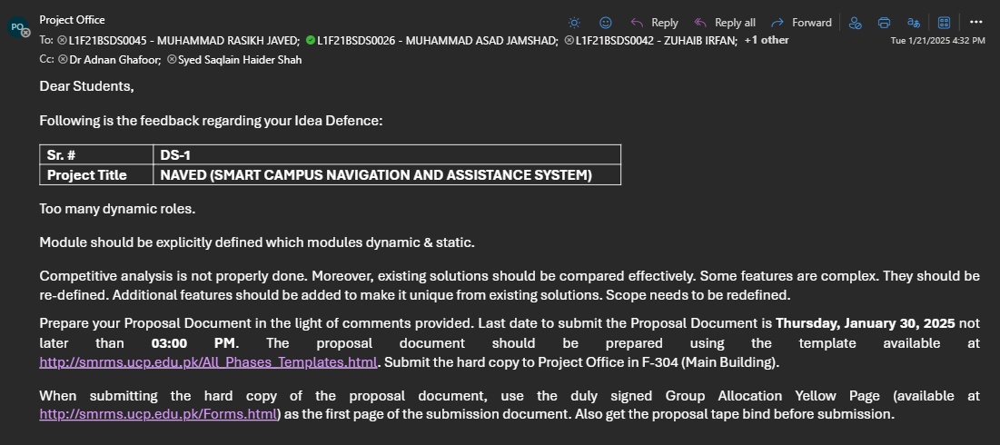 PO
Project Office
Reply
Reply all
Forward
To: L1F21BSDS0045 - MUHAMMAD RASIKH JAVED; L1F21BSDS0026 - MUHAMMAD ASAD JAMSHAD; L1F21BSDS0042 - ZUHAIB IRFAN; +1 other
Tue 1/21/2025 4:32 PM
Cc: Dr Adnan Ghafoor; Syed Saqlain Haider Shah
Dear Students,
Following is the feedback regarding your Idea Defence:
Sr. # DS-1
Project Title NAVED (SMART CAMPUS NAVIGATION AND ASSISTANCE SYSTEM)
Too many dynamic roles.
Module should be explicitly defined which modules dynamic & static.
Competitive analysis is not properly done. Moreover, existing solutions should be compared effectively. Some features are complex. They should be
re-defined. Additional features should be added to make it unique from existing solutions. Scope needs to be redefined.
Prepare your Proposal Document in the light of comments provided. Last date to submit the Proposal Document is Thursday, January 30, 2025 not
later than 03:00 PM. The proposal document should be prepared using the template available at
http://smrms.ucp.edu.pk/All_Phases_Templates.html. Submit the hard copy to Project Office in F-304 (Main Building).
When submitting the hard copy of the proposal document, use the duly signed Group Allocation Yellow Page (available at
http://smrms.ucp.edu.pk/Forms.html) as the first page of the submission document. Also get the proposal tape bind before submission.